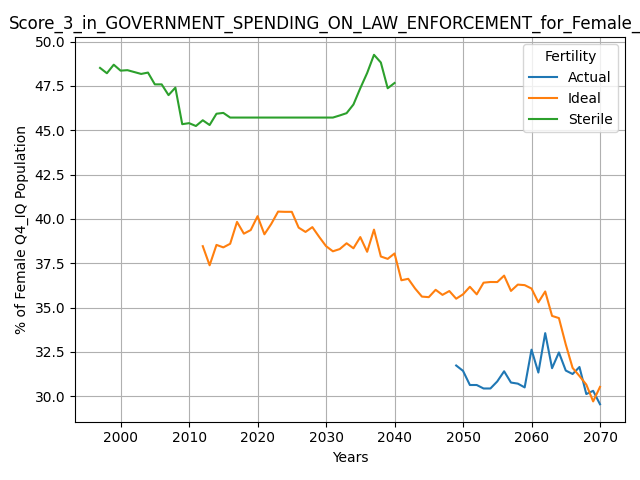 Score_3_in_GOVERNMENT_SPENDING_ON_LAW_ENFORCEMENT_for_Female_
50.0
47.5
45.0
42.5
40.0
37.5
35.0
32.5
30.0
% of Female Q4_IQ Population
Fertility
Actual
Ideal
Sterile
2000 2010 2020 2030 2040 2050 2060 2070
Years